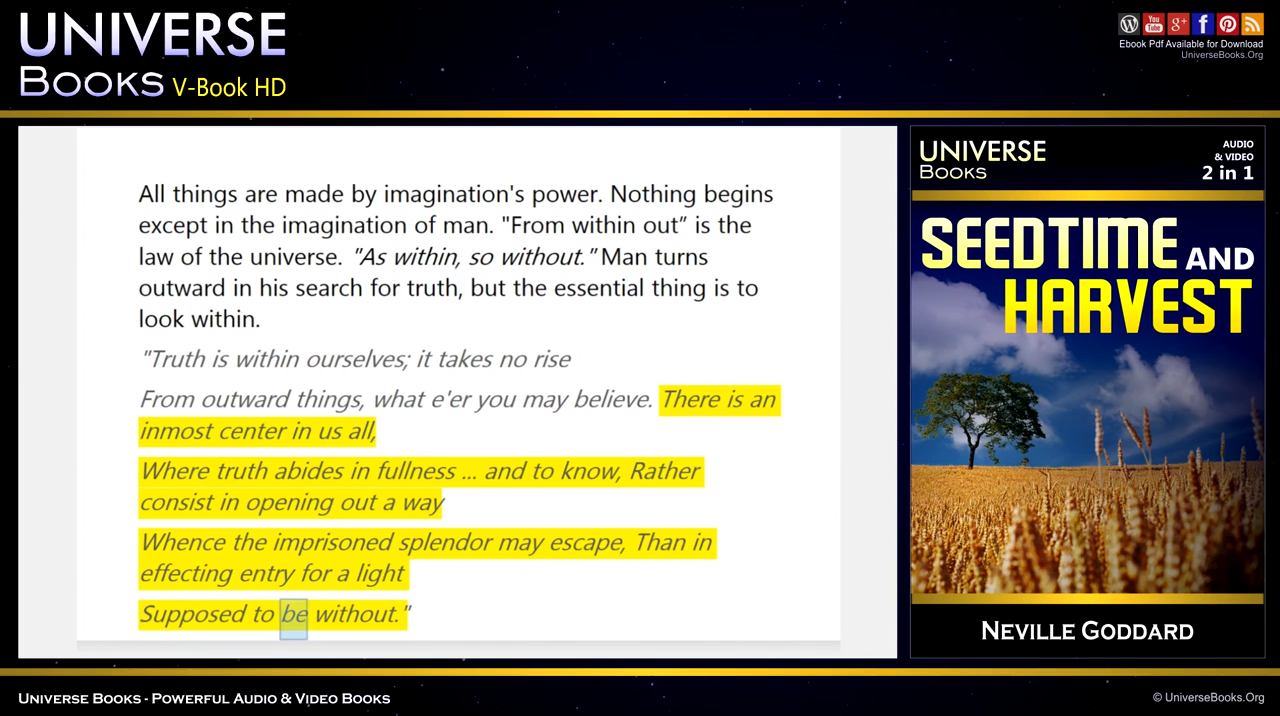 UNIVERSE
BOOKS V-Book HD
Ebook Pdf Available for Download
UniverseBooks.Org
All things are made by imagination's power. Nothing begins
except in the imagination of man. "From within out” is the
law of the universe. "As within, so without." Man turns
outward in his search for truth, but the essential thing is to
look within.
"Truth is within ourselves; it takes no rise
From outward things, what e'er you may believe. There is an
inmost center in us all,
Where truth abides in fullness ... and to know, Rather
consist in opening out a way
Whence the imprisoned splendor may escape, Than in
effecting entry for a light
Supposed to be without."
UNIVERSE
BOOKS
AUDIO
& VIDEO
2 in 1
SEEDTIME AND
HARVEST
NEVILLE GODDARD
UNIVERSE BOOKS - POWERFUL AUDIO & VIDEO BOOKS
© UniverseBooks.Org